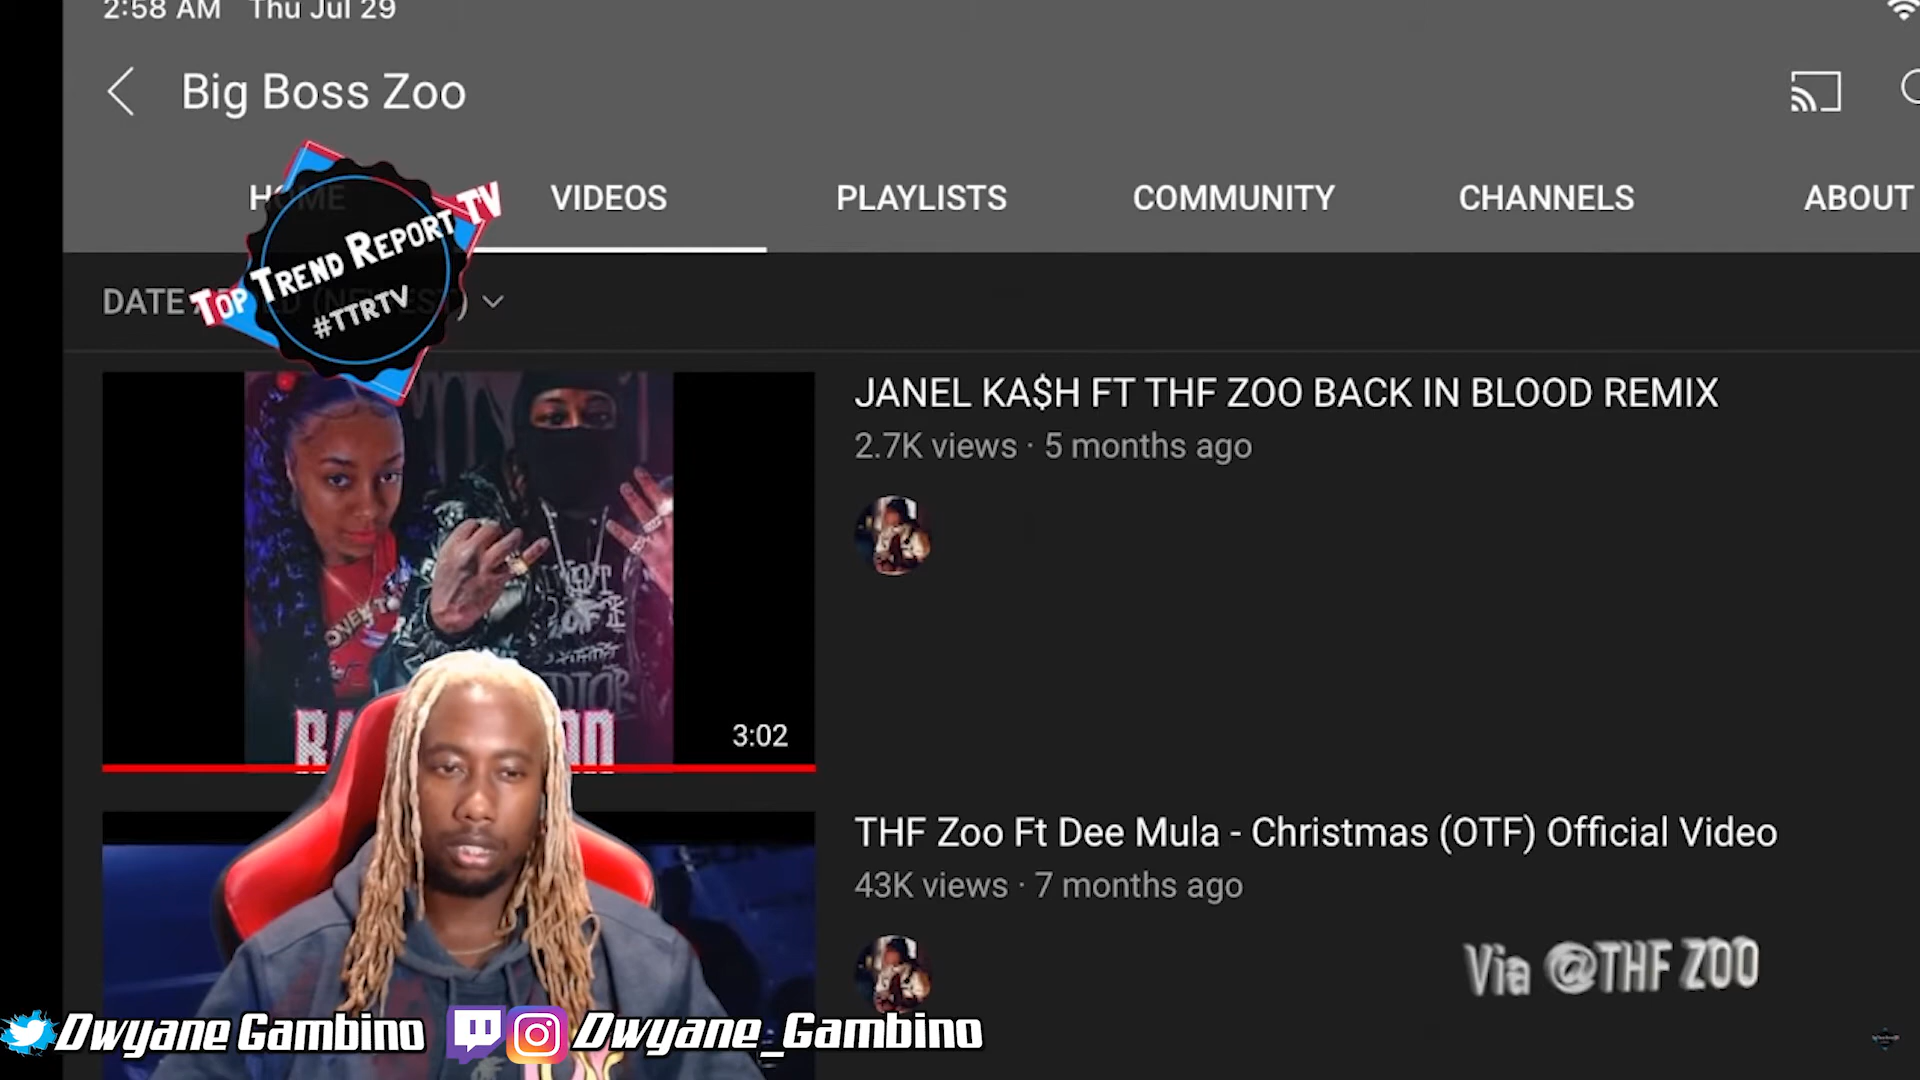 2:58 AM Thu Jul 29
Big Boss Zoo
HOME VIDEOS PLAYLISTS COMMUNITY CHANNELS ABOUT
TOP TREND REPORT TV
#TTRTV
DATE ADDED (NEWEST)
JANEL KA$H FT THF ZOO BACK IN BLOOD REMIX
2.7K views · 5 months ago
3:02
THF Zoo Ft Dee Mula - Christmas (OTF) Official Video
43K views · 7 months ago
Via @THF ZOO
Dwyane Gambino Dwyane_Gambino